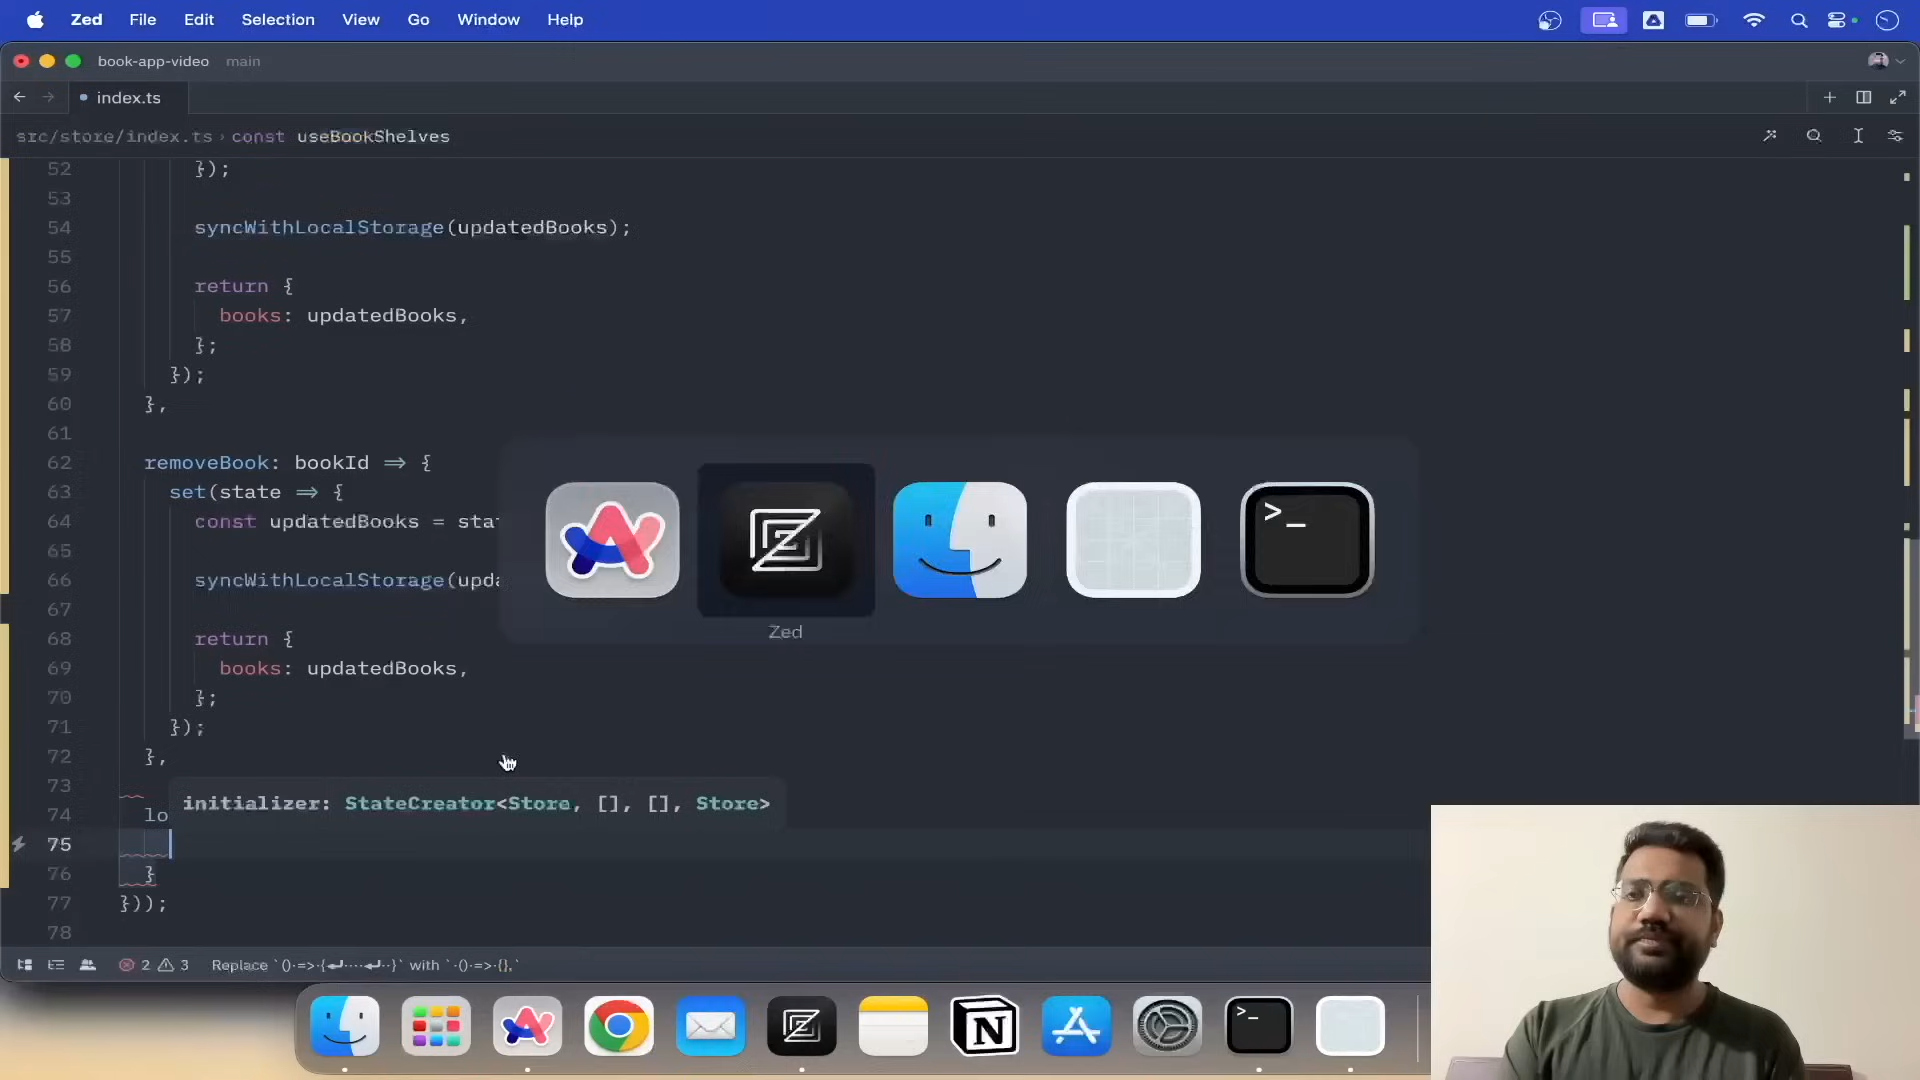 Zed File Edit Selection View Go Window Help
book-app-video main
index.ts
src/store/index.ts › const useBookShelves
52 });
53
54 syncWithLocalStorage(updatedBooks);
55
56 return {
57 books: updatedBooks,
58 };
59 });
60 },
61
62 removeBook: bookId => {
63 set(state => {
64 const updatedBooks = stat
65
66 syncWithLocalStorage(upda
67
68 return {
69 books: updatedBooks,
70 };
71 });
72 },
73
initializer: StateCreator<Store, [], [], Store>
74 lo
75
76 }
77 }));
78
Zed
2 3 Replace `()·=>·{↵····↵··}` with `·()·=>·{},`